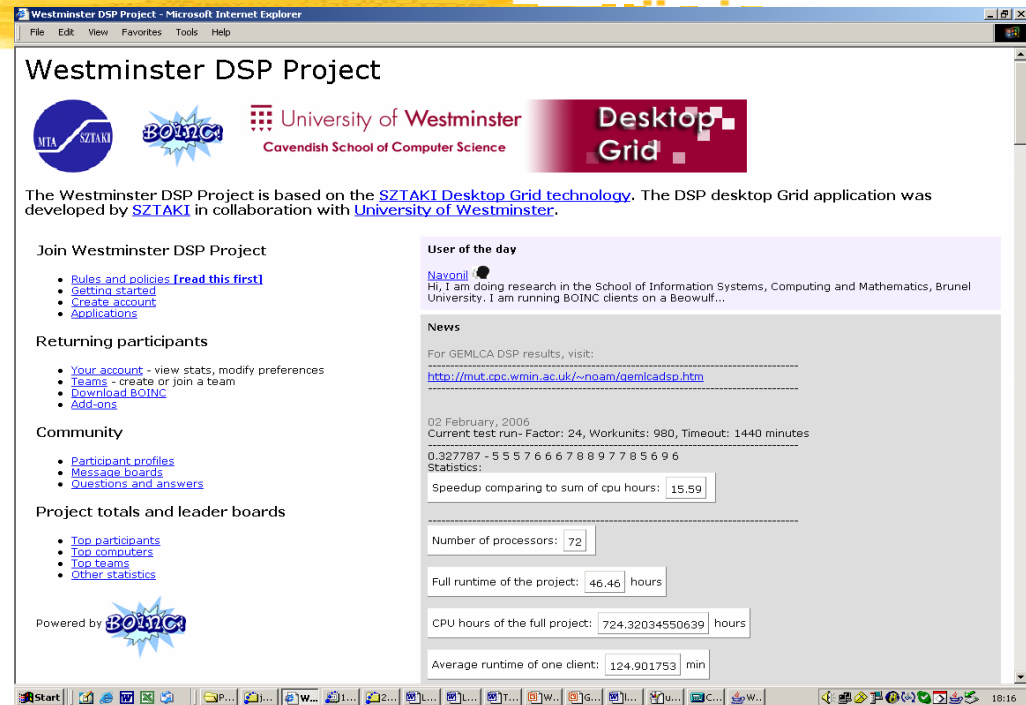 Westminster DSP Project - Microsoft Internet Explorer
File Edit View Favorites Tools Help
Westminster DSP Project
MTA SZTAKI
BOINC!
University of Westminster
Cavendish School of Computer Science
Desktop
Grid
The Westminster DSP Project is based on the SZTAKI Desktop Grid technology. The DSP desktop Grid application was
developed by SZTAKI in collaboration with University of Westminster.
Join Westminster DSP Project
Rules and policies [read this first]
Getting started
Create account
Applications
Returning participants
Your account - view stats, modify preferences
Teams - create or join a team
Download BOINC
Add-ons
Community
Participant profiles
Message boards
Questions and answers
Project totals and leader boards
Top participants
Top computers
Top teams
Other statistics
Powered by BOINC!
User of the day
Navonil
Hi, I am doing research in the School of Information Systems, Computing and Mathematics, Brunel
University. I am running BOINC clients on a Beowulf...
News
For GEMLCA DSP results, visit:
http://mut.cpc.wmin.ac.uk/~noam/gemlcadsp.htm
02 February, 2006
Current test run- Factor: 24, Workunits: 980, Timeout: 1440 minutes
0.327787 - 5 5 5 7 6 6 6 7 8 8 9 7 7 8 5 6 9 6
Statistics:
Speedup comparing to sum of cpu hours: 15.59
Number of processors: 72
Full runtime of the project: 46.46 hours
CPU hours of the full project: 724.32034550639 hours
Average runtime of one client: 124.901753 min
Start P... j... W... 1... 2... L... L... T... W... G... I... u... C... W.. 18:16